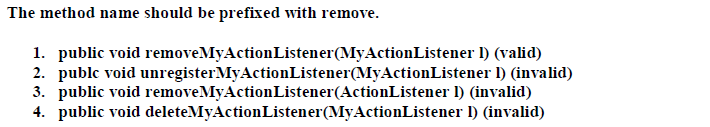 The method name should be prefixed with remove.
1. public void removeMyActionListener(MyActionListener l) (valid)
2. publc void unregisterMyActionListener(MyActionListener l) (invalid)
3. public void removeMyActionListener(ActionListener l) (invalid)
4. public void deleteMyActionListener(MyActionListener l) (invalid)